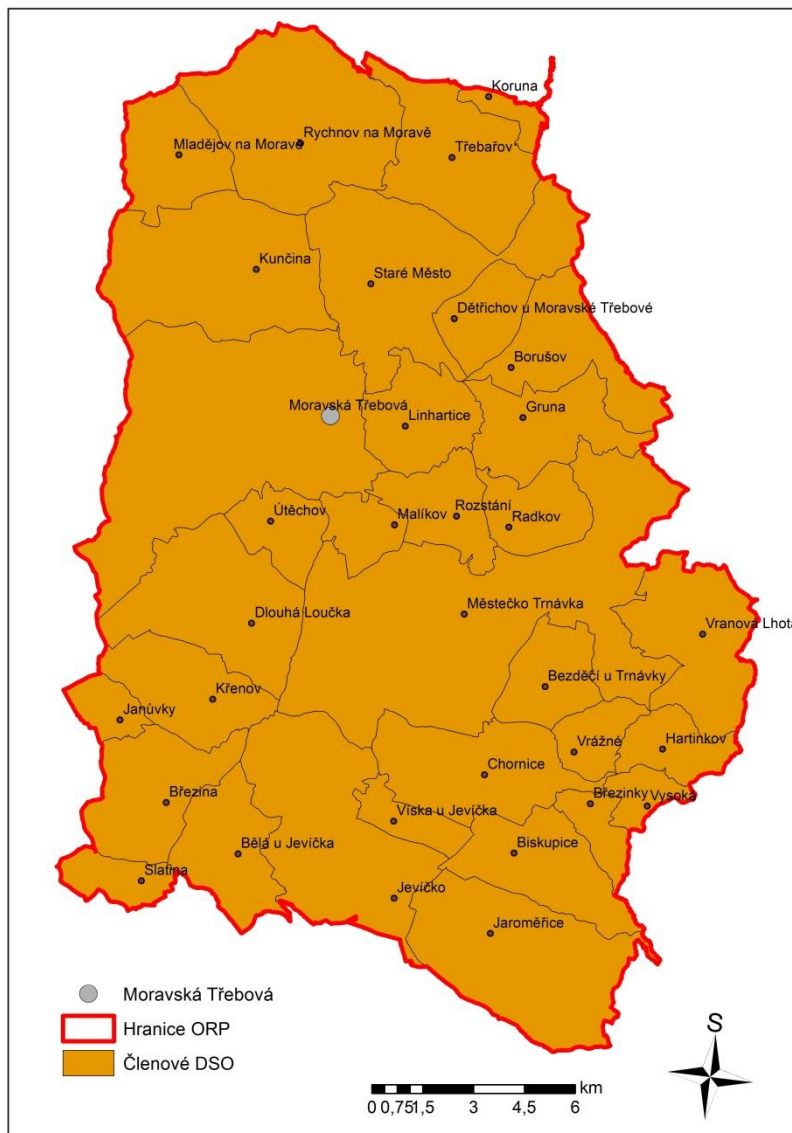 Koruna
Rychnov na Moravě
Mladějov na Moravě
Třebařov
Kunčina
Staré Město
Dětřichov u Moravské Třebové
Borušov
Moravská Třebová
Gruna
Linhartice
Útěchov
Malíkov
Rozstání
Radkov
Městečko Trnávka
Dlouhá Loučka
Vranova Lhota
Bezděčí u Trnávky
Křenov
Janůvky
Vrážné
Hartinkov
Chornice
Březina
Březinky
Vysoká
Víska u Jevíčka
Bělá u Jevíčka
Biskupice
Slatina
Jevíčko
Jaroměřice
Moravská Třebová
Hranice ORP
Členové DSO
S
km
0 0,75 1,5 3 4,5 6